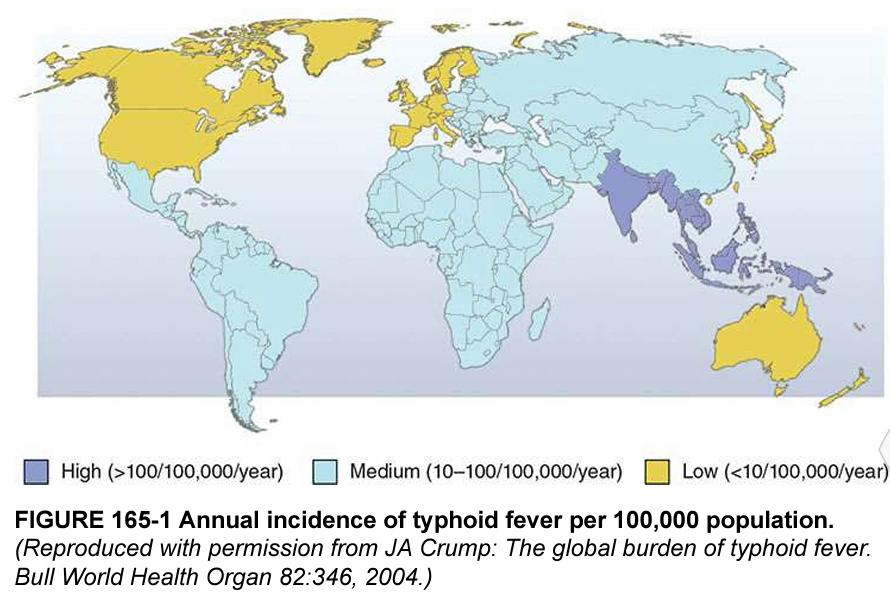 High (>100/100,000/year)
Medium (10–100/100,000/year)
Low (<10/100,000/year)
FIGURE 165-1 Annual incidence of typhoid fever per 100,000 population.
(Reproduced with permission from JA Crump: The global burden of typhoid fever.
Bull World Health Organ 82:346, 2004.)